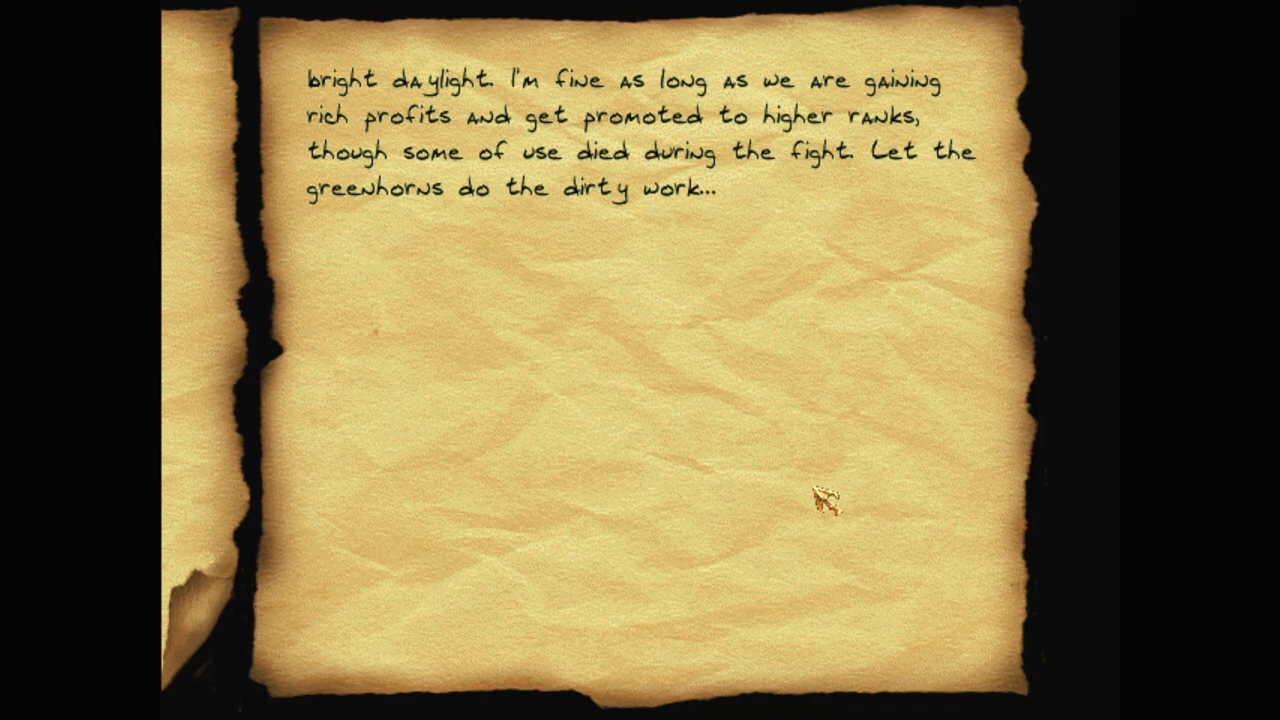 bright daylight. I'm fine as long as we are gaining
rich profits and get promoted to higher ranks,
though some of use died during the fight. Let the
greenhorns do the dirty work...